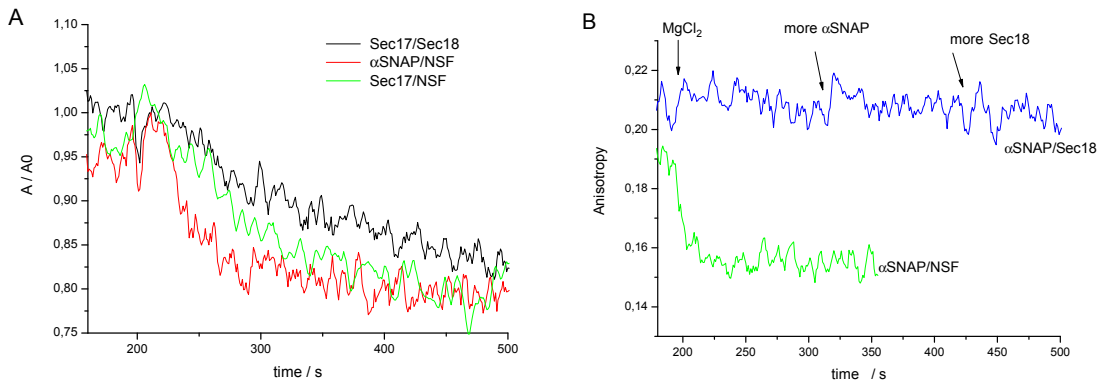 A
1,10
1,05
1,00
0,95
0,90
0,85
0,80
0,75
A / A0
200
300
400
500
time / s
Sec17/Sec18
αSNAP/NSF
Sec17/NSF
B
MgCl₂
more αSNAP
more Sec18
0,22
0,20
0,18
0,16
0,14
Anisotropy
αSNAP/Sec18
αSNAP/NSF
200
250
300
350
400
450
500
time / s